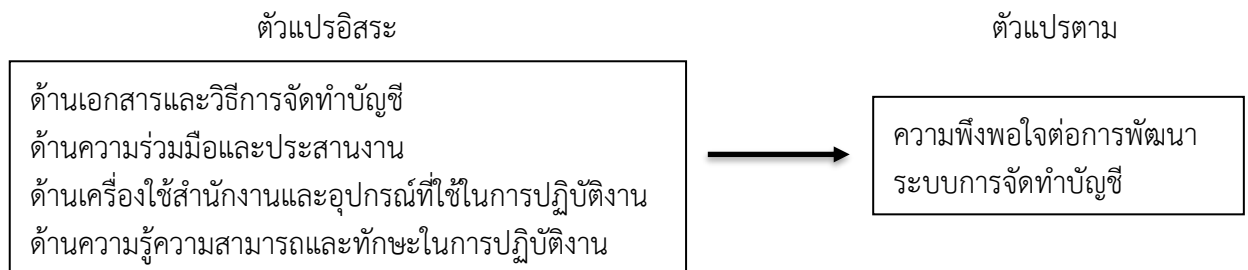 ตัวแปรอิสระ
ด้านเอกสารและวิธีการจัดทำบัญชี
ด้านความร่วมมือและประสานงาน
ด้านเครื่องใช้สำนักงานและอุปกรณ์ที่ใช้ในการปฏิบัติงาน
ด้านความรู้ความสามารถและทักษะในการปฏิบัติงาน
ตัวแปรตาม
ความพึงพอใจต่อการพัฒนา
ระบบการจัดทำบัญชี